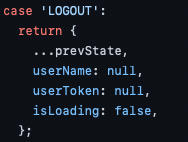 case 'LOGOUT':
  return {
    ...prevState,
    userName: null,
    userToken: null,
    isLoading: false,
  };